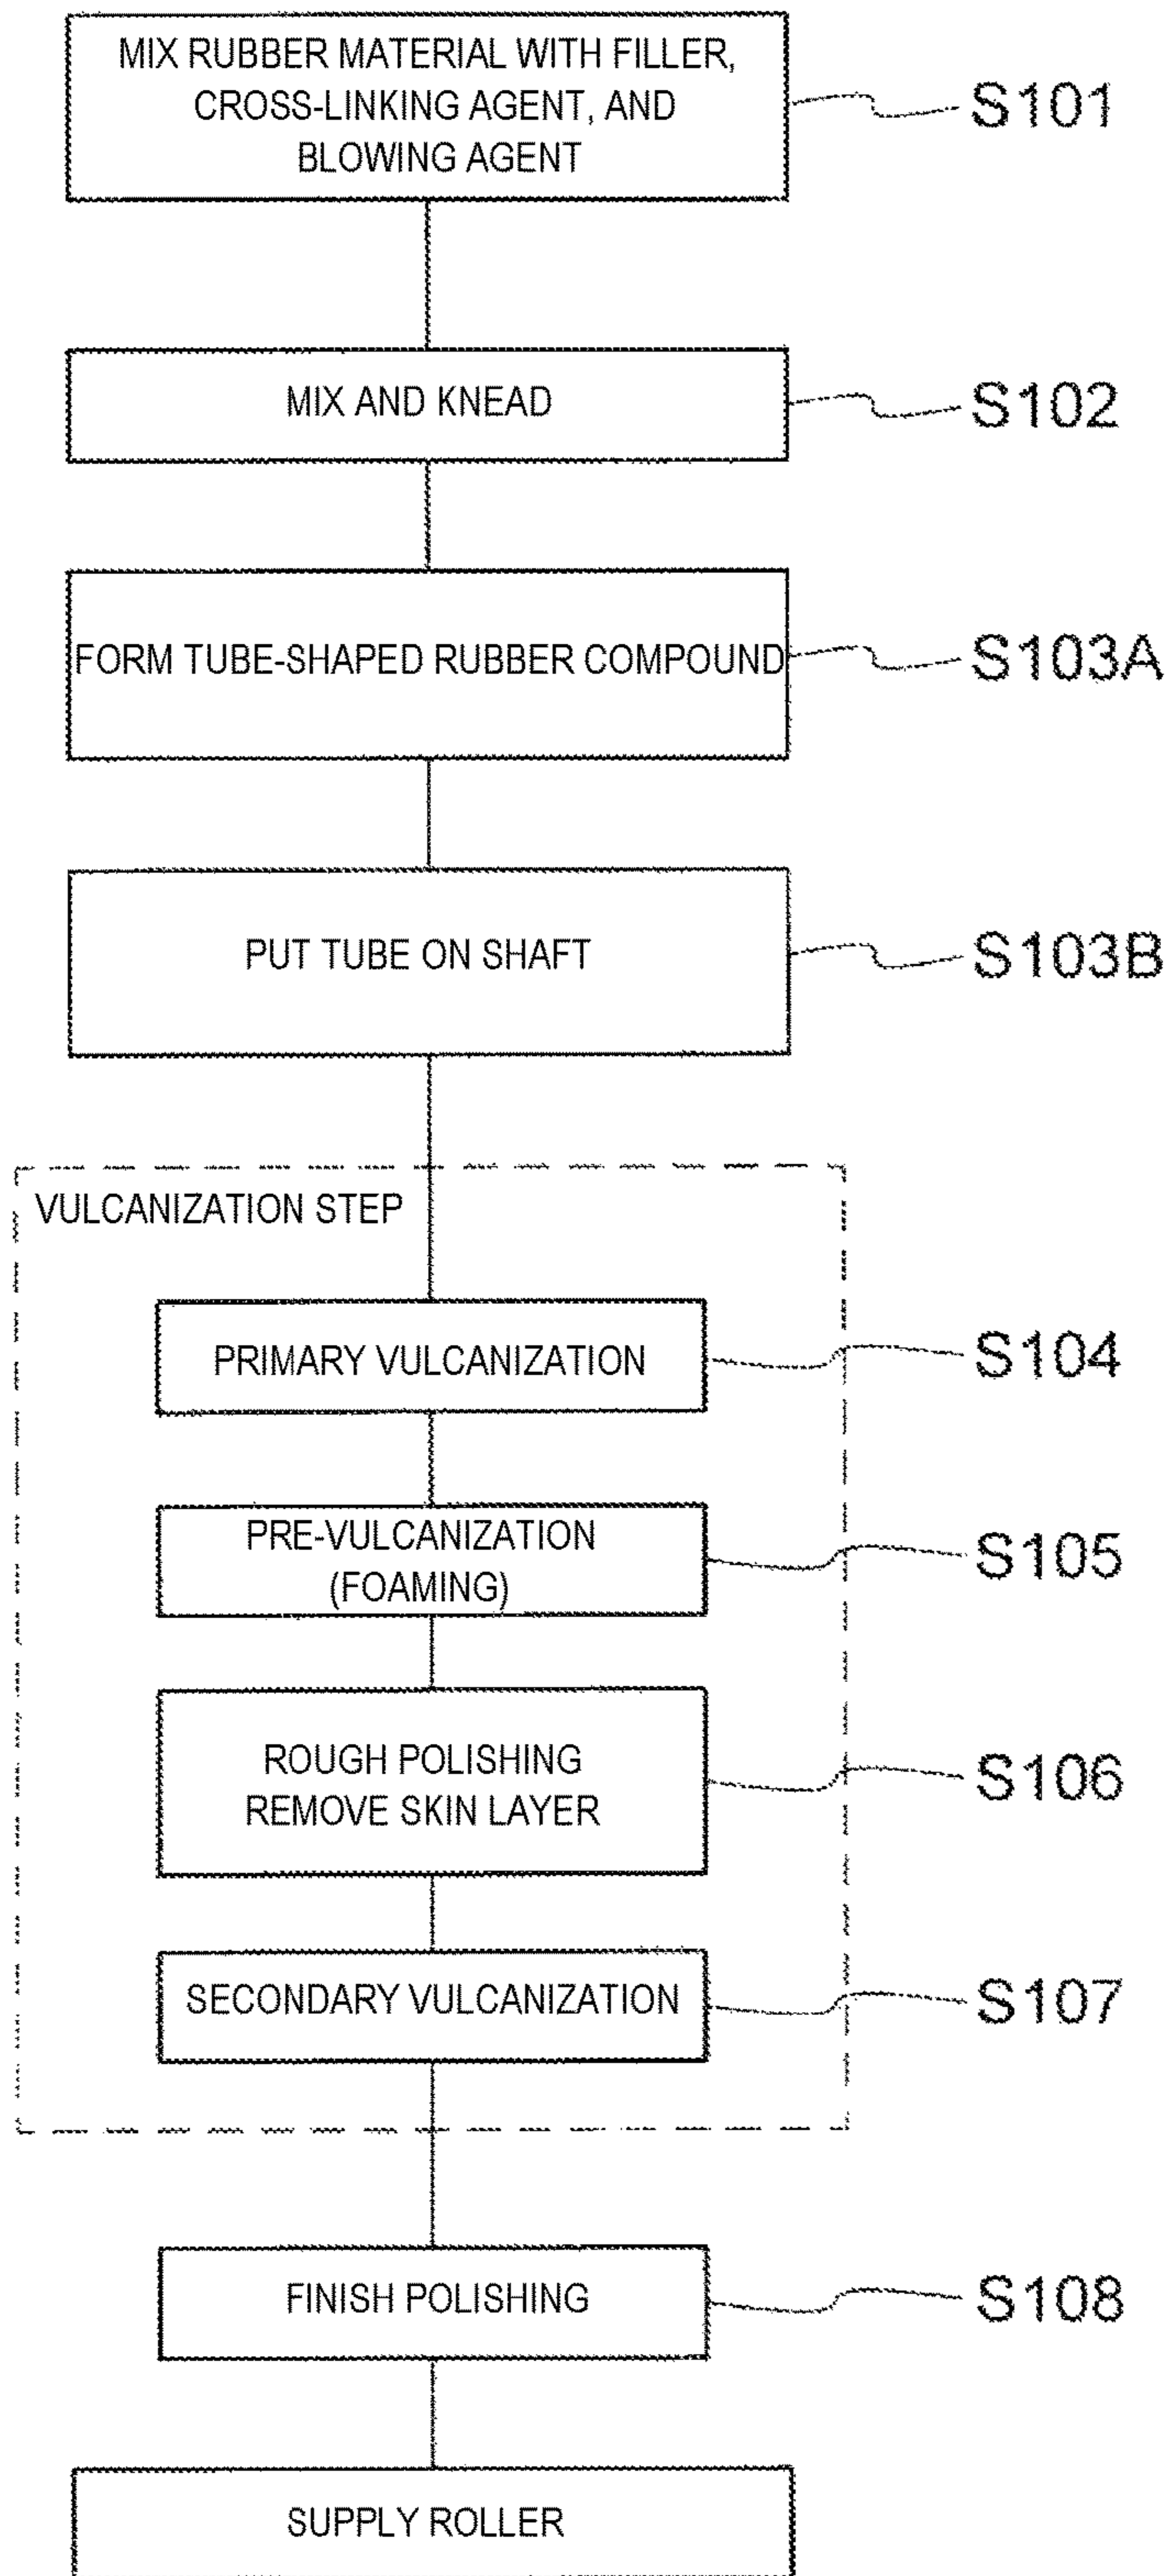 MIX RUBBER MATERIAL WITH FILLER,
CROSS-LINKING AGENT, AND
BLOWING AGENT
S101
MIX AND KNEAD
S102
FORM TUBE-SHAPED RUBBER COMPOUND
S103A
PUT TUBE ON SHAFT
S103B
VULCANIZATION STEP
PRIMARY VULCANIZATION
S104
PRE-VULCANIZATION
(FOAMING)
S105
ROUGH POLISHING
REMOVE SKIN LAYER
S106
SECONDARY VULCANIZATION
S107
FINISH POLISHING
S108
SUPPLY ROLLER